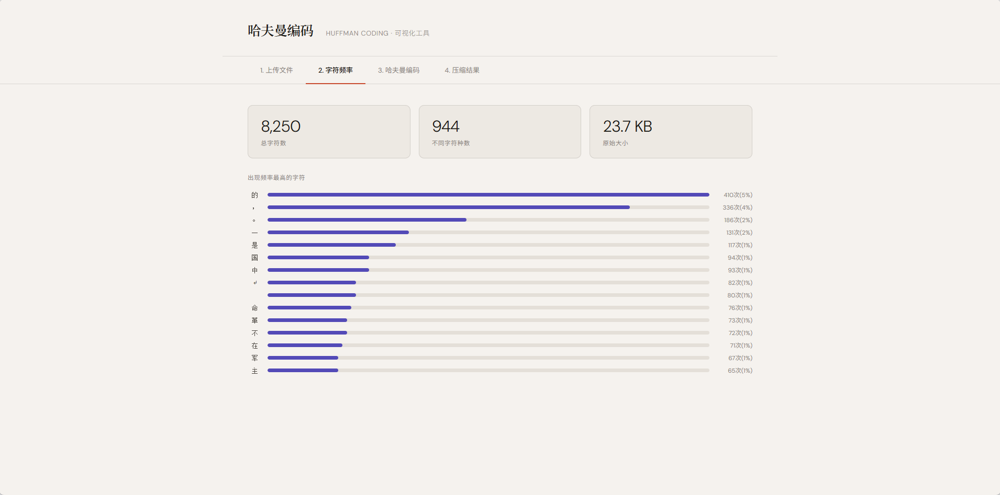 哈夫曼编码 HUFFMAN CODING · 可视化工具
1. 上传文件 2. 字符频率 3. 哈夫曼编码 4. 压缩结果
8,250 944 23.7 KB
总字符数 不同字符种数 原始大小
出现频率最高的字符
的 410次(5%)
， 336次(4%)
。 186次(2%)
一 131次(2%)
是 117次(1%)
国 94次(1%)
中 93次(1%)
↲ 82次(1%)
80次(1%)
命 76次(1%)
革 73次(1%)
不 72次(1%)
在 71次(1%)
军 67次(1%)
主 65次(1%)